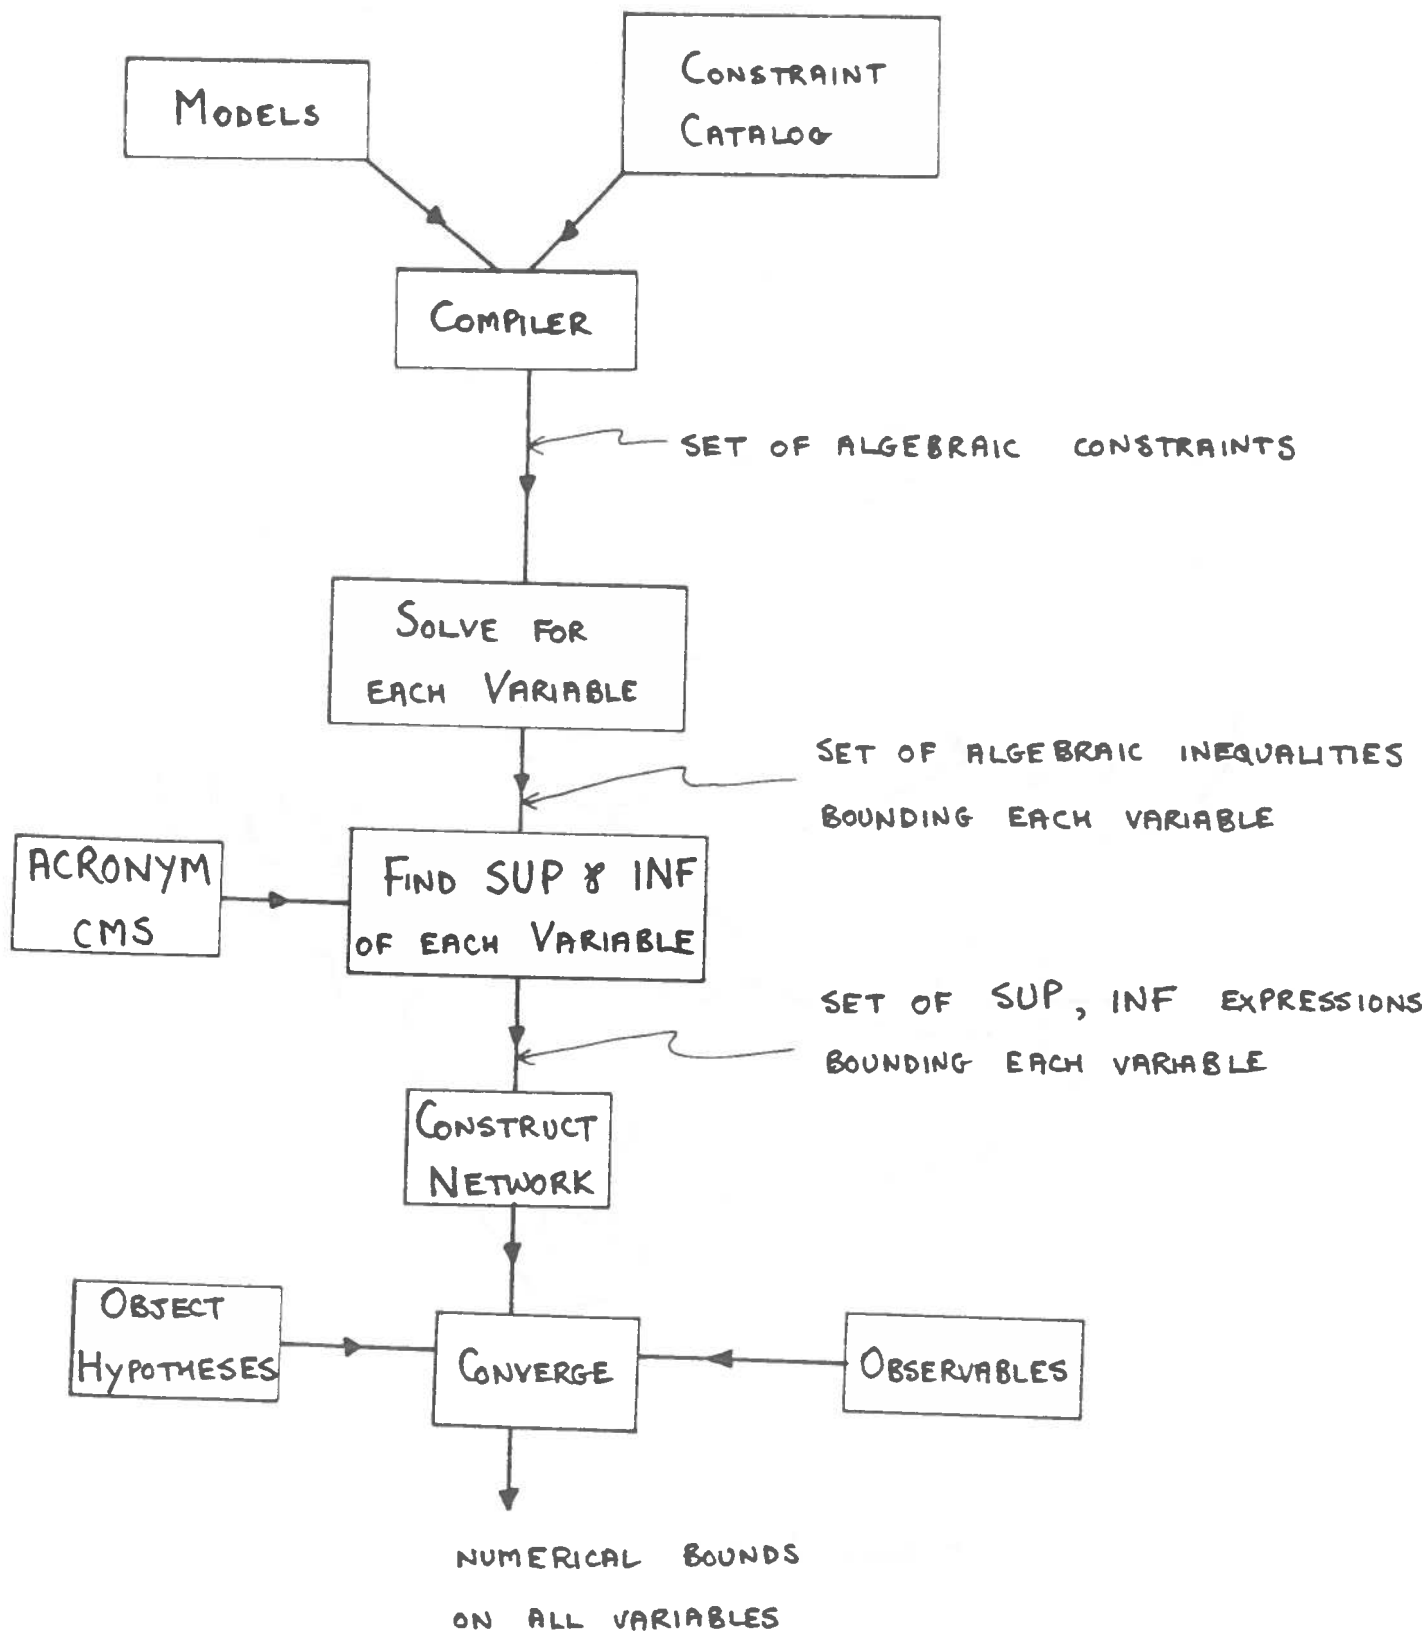 MODELS
CONSTRAINT
CATALOG
COMPILER
SET OF ALGEBRAIC CONSTRAINTS
SOLVE FOR
EACH VARIABLE
SET OF ALGEBRAIC INEQUALITIES
BOUNDING EACH VARIABLE
ACRONYM
CMS
FIND SUP & INF
OF EACH VARIABLE
SET OF SUP, INF EXPRESSIONS
BOUNDING EACH VARIABLE
CONSTRUCT
NETWORK
OBJECT
HYPOTHESES
CONVERGE
OBSERVABLES
NUMERICAL BOUNDS
ON ALL VARIABLES